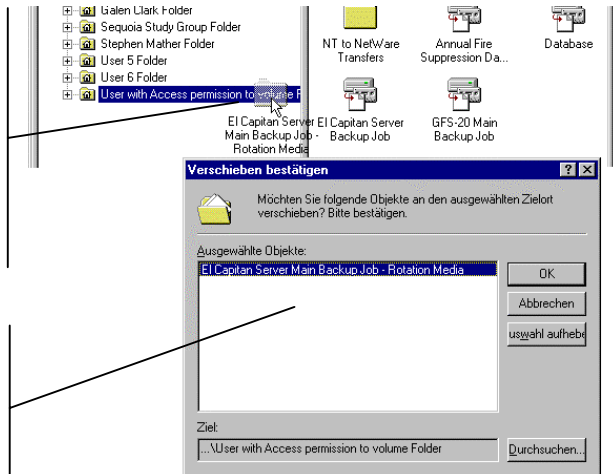 Galen Clark Folder
Sequoia Study Group Folder
Stephen Mather Folder
User 5 Folder
User 6 Folder
User with Access permission to volume F
NT to NetWare
Transfers
Annual Fire
Suppression Da...
Database
El Capitan Server
Main Backup Job -
Rotation Media
El Capitan Server
Backup Job
GFS-20 Main
Backup Job
Verschieben bestätigen
Möchten Sie folgende Objekte an den ausgewählten Zielort
verschieben? Bitte bestätigen.
Ausgewählte Objekte:
El Capitan Server Main Backup Job - Rotation Media
OK
Abbrechen
uswahl aufhebe
Ziel:
...\User with Access permission to volume Folder
Durchsuchen...